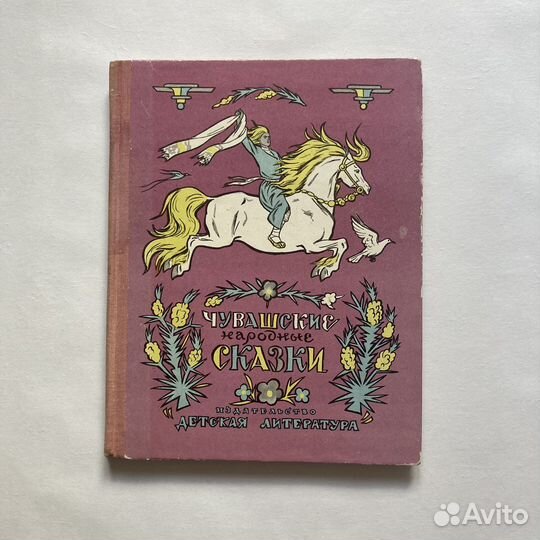 ЧУВАШСКИЕ
народные
СКАЗКИ
ИЗДАТЕЛЬСТВО
"ДЕТСКАЯ ЛИТЕРАТУРА"
Avito